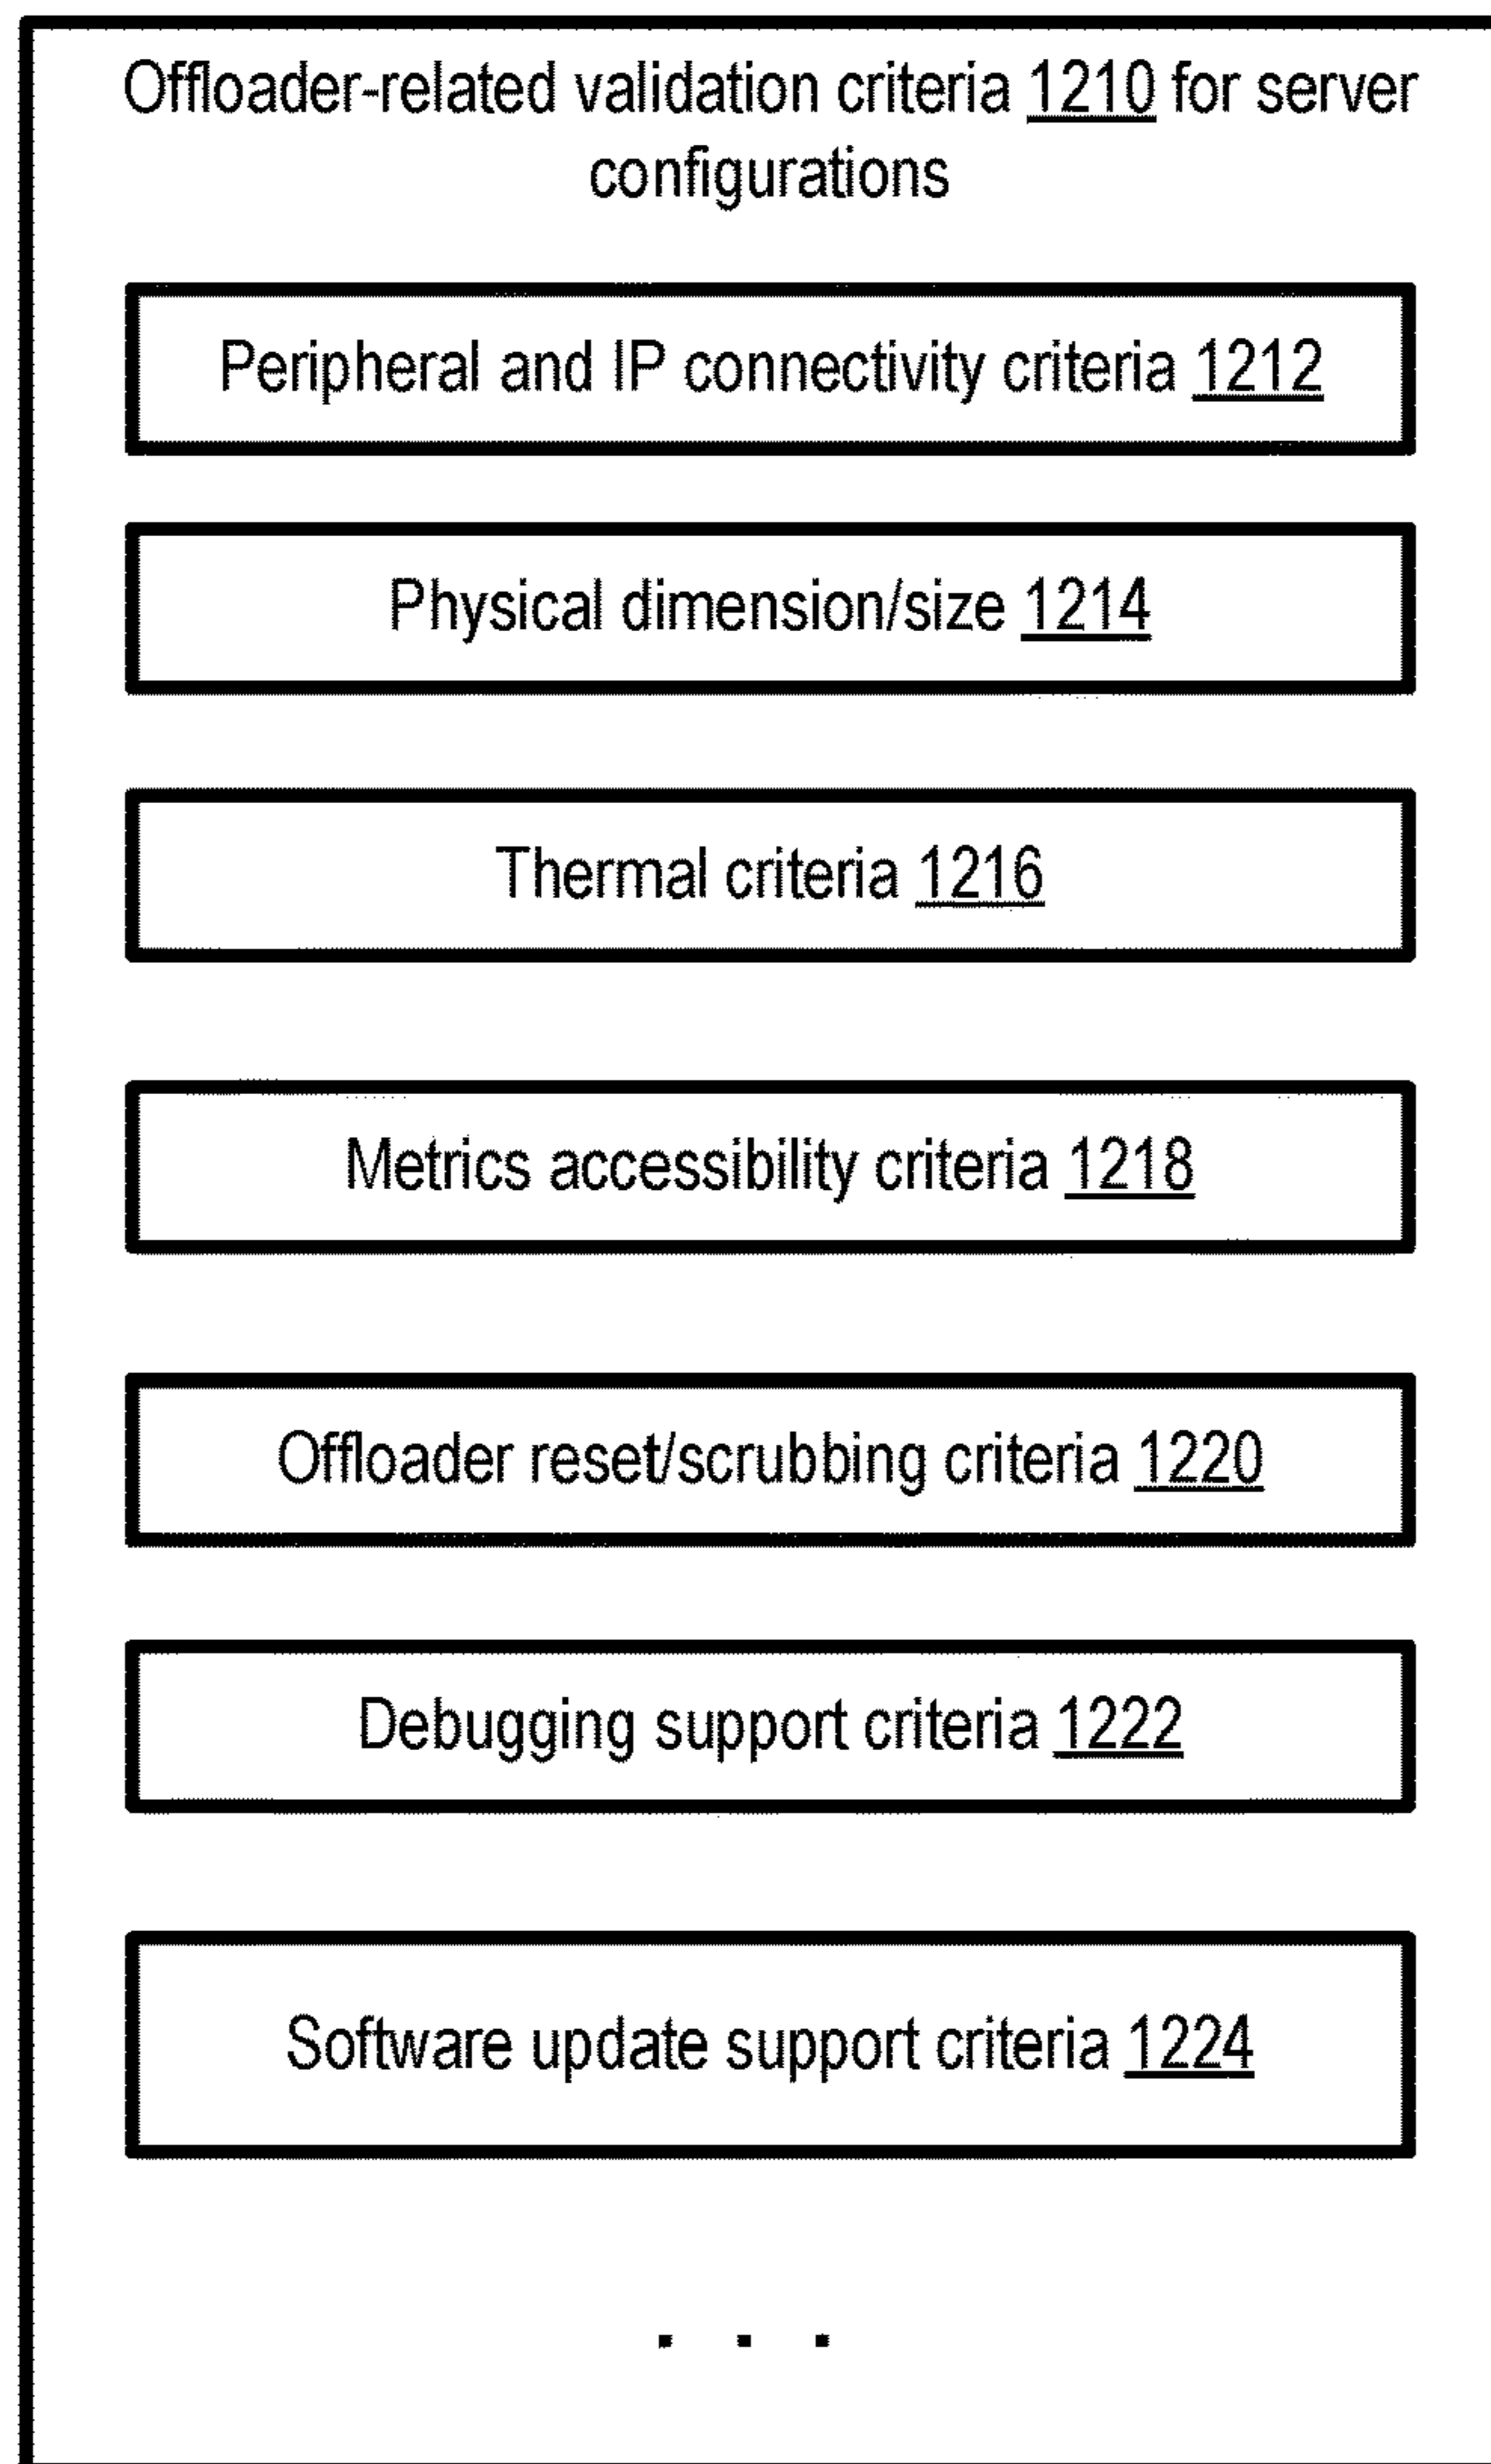 Offloader-related validation criteria 1210 for server
configurations
Peripheral and IP connectivity criteria 1212
Physical dimension/size 1214
Thermal criteria 1216
Metrics accessibility criteria 1218
Offloader reset/scrubbing criteria 1220
Debugging support criteria 1222
Software update support criteria 1224
. . .